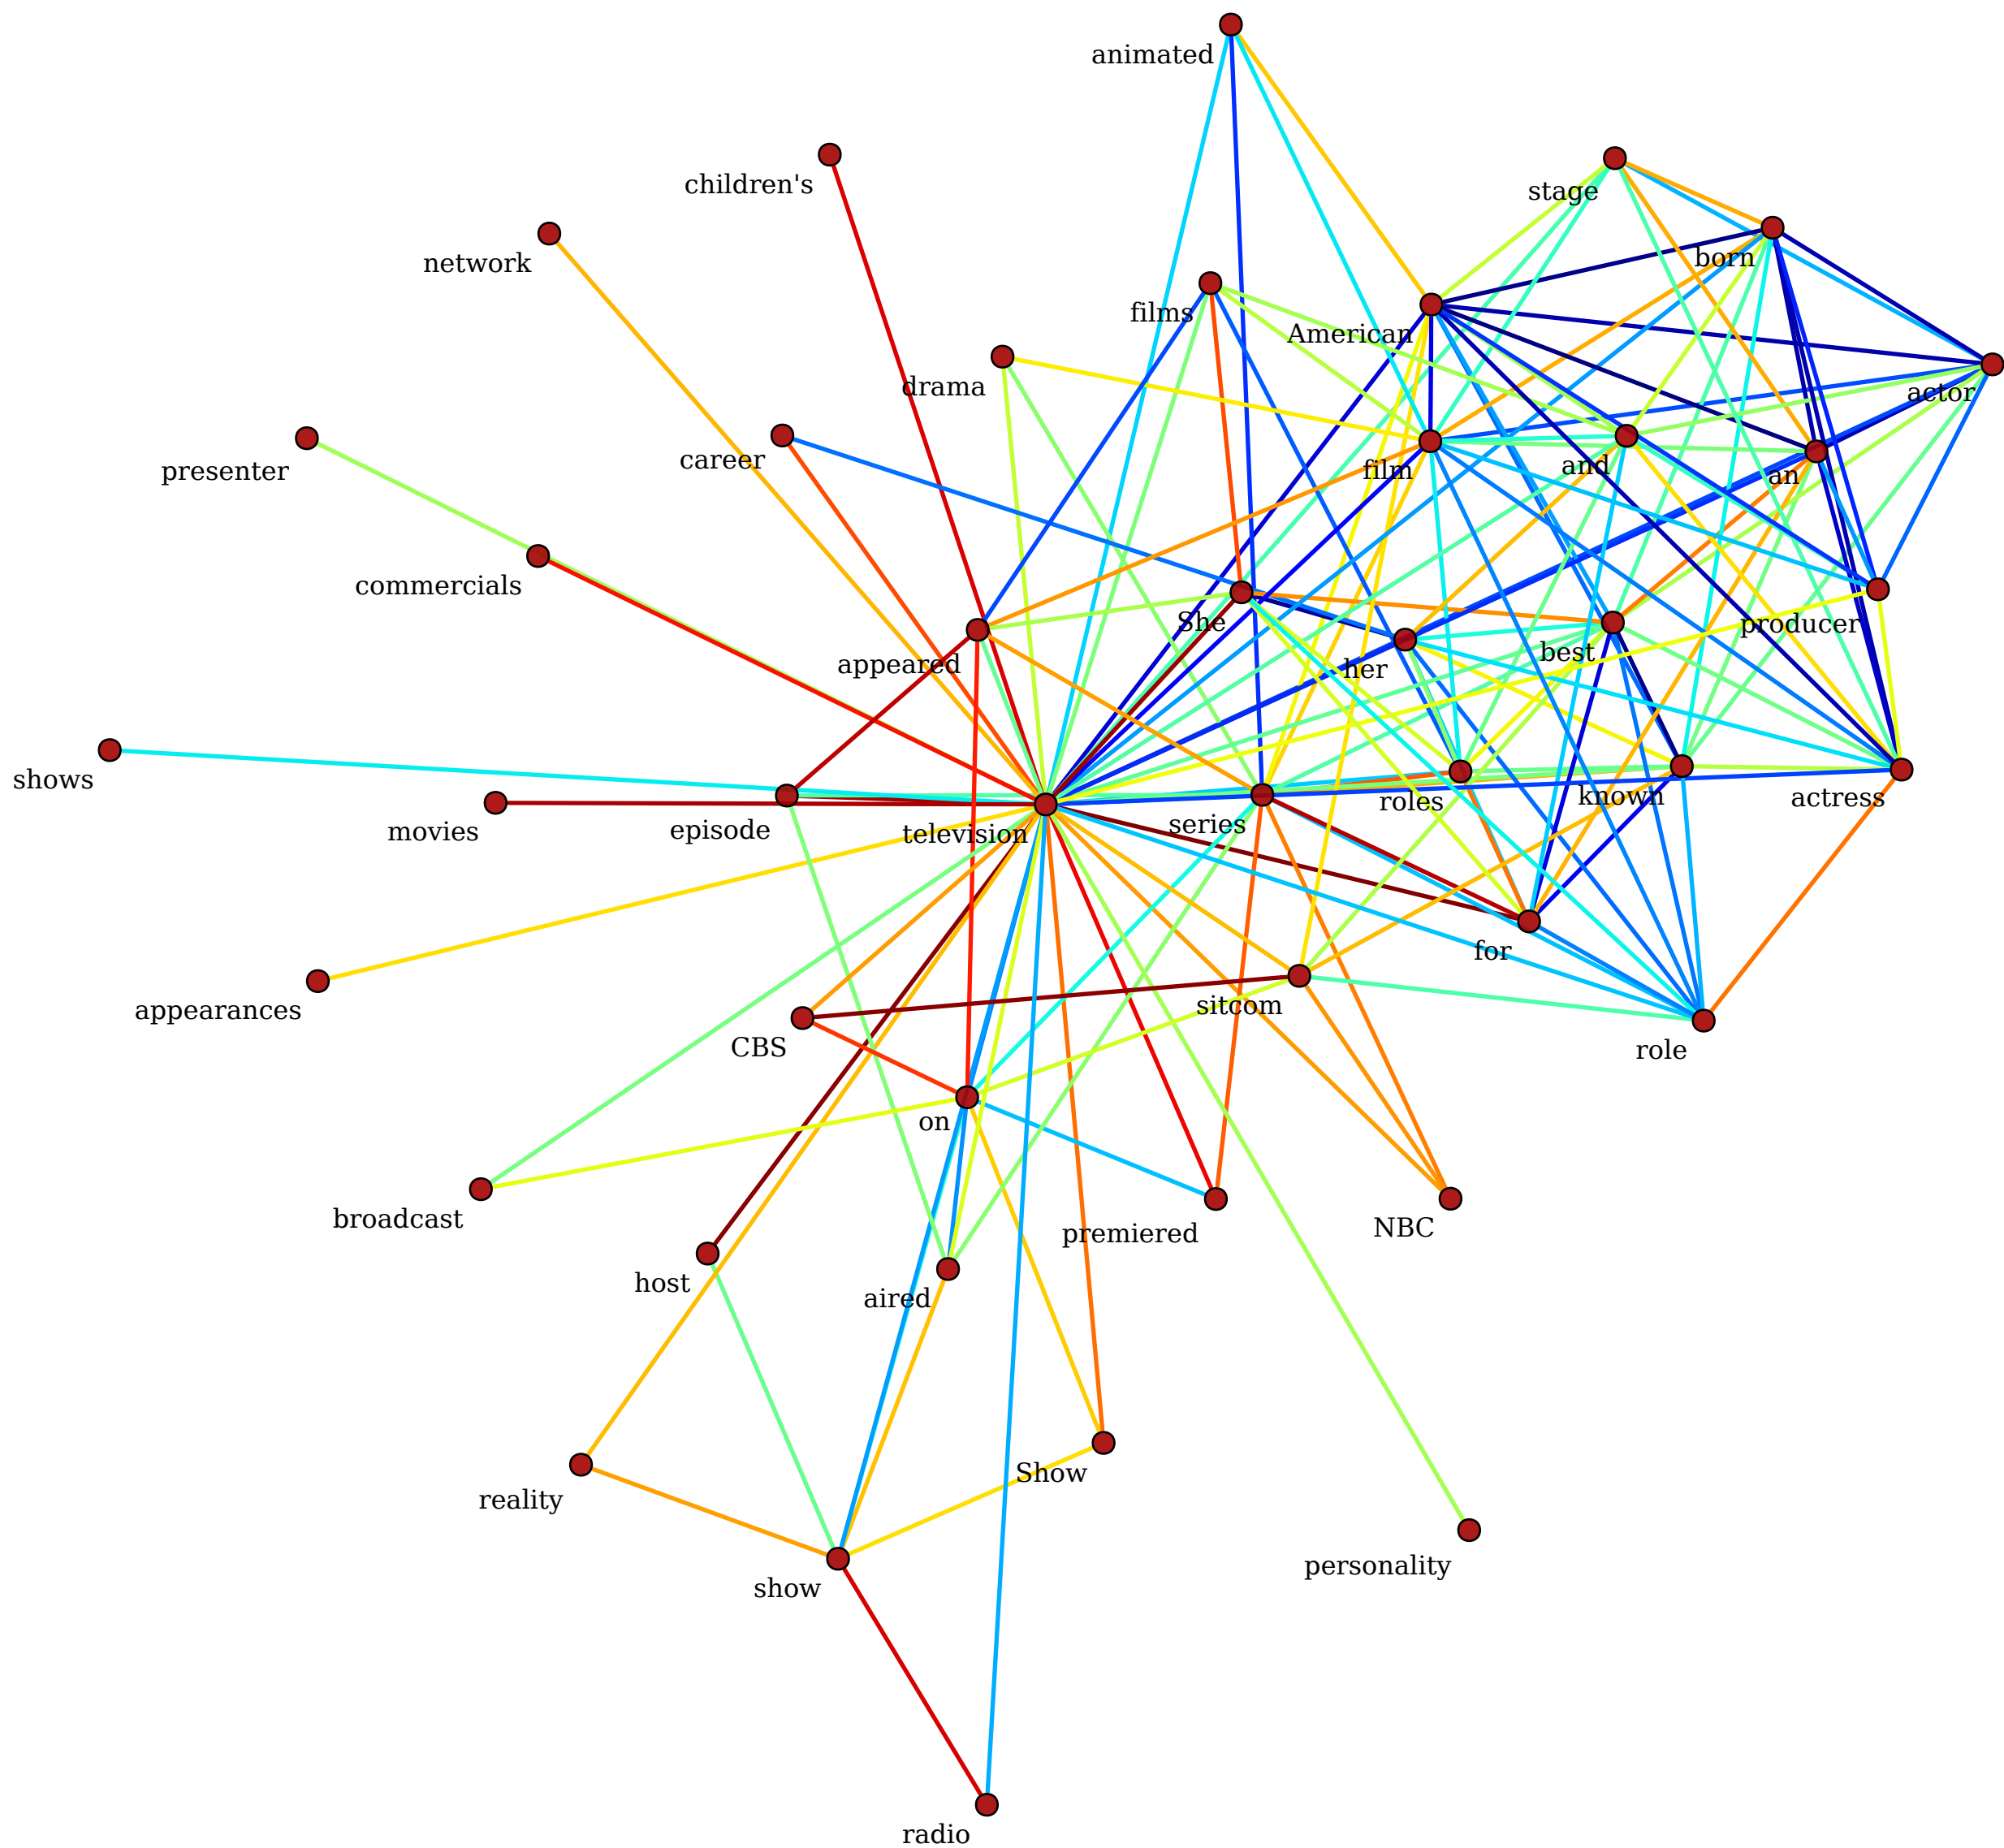 animated
children's
stage
network
born
films
American
drama
actor
career
film
and
presenter
an
commercials
She
producer
appeared
best
her
shows
movies
episode
television
series
roles
known
actress
for
appearances
sitcom
CBS
role
on
broadcast
premiered
NBC
host
aired
Show
reality
personality
show
radio